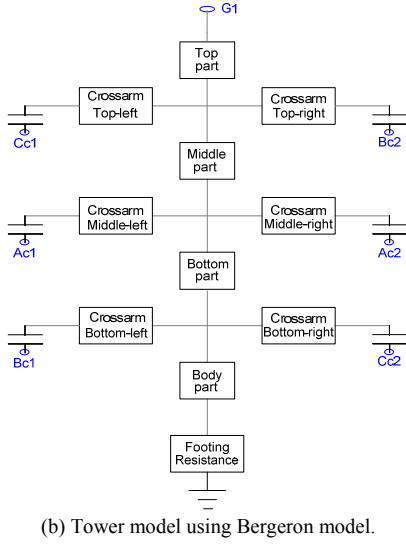 G1
Top
part
Crossarm
Top-left
Crossarm
Top-right
Cc1
Bc2
Middle
part
Crossarm
Middle-left
Crossarm
Middle-right
Ac1
Ac2
Bottom
part
Crossarm
Bottom-left
Crossarm
Bottom-right
Bc1
Cc2
Body
part
Footing
Resistance
(b) Tower model using Bergeron model.